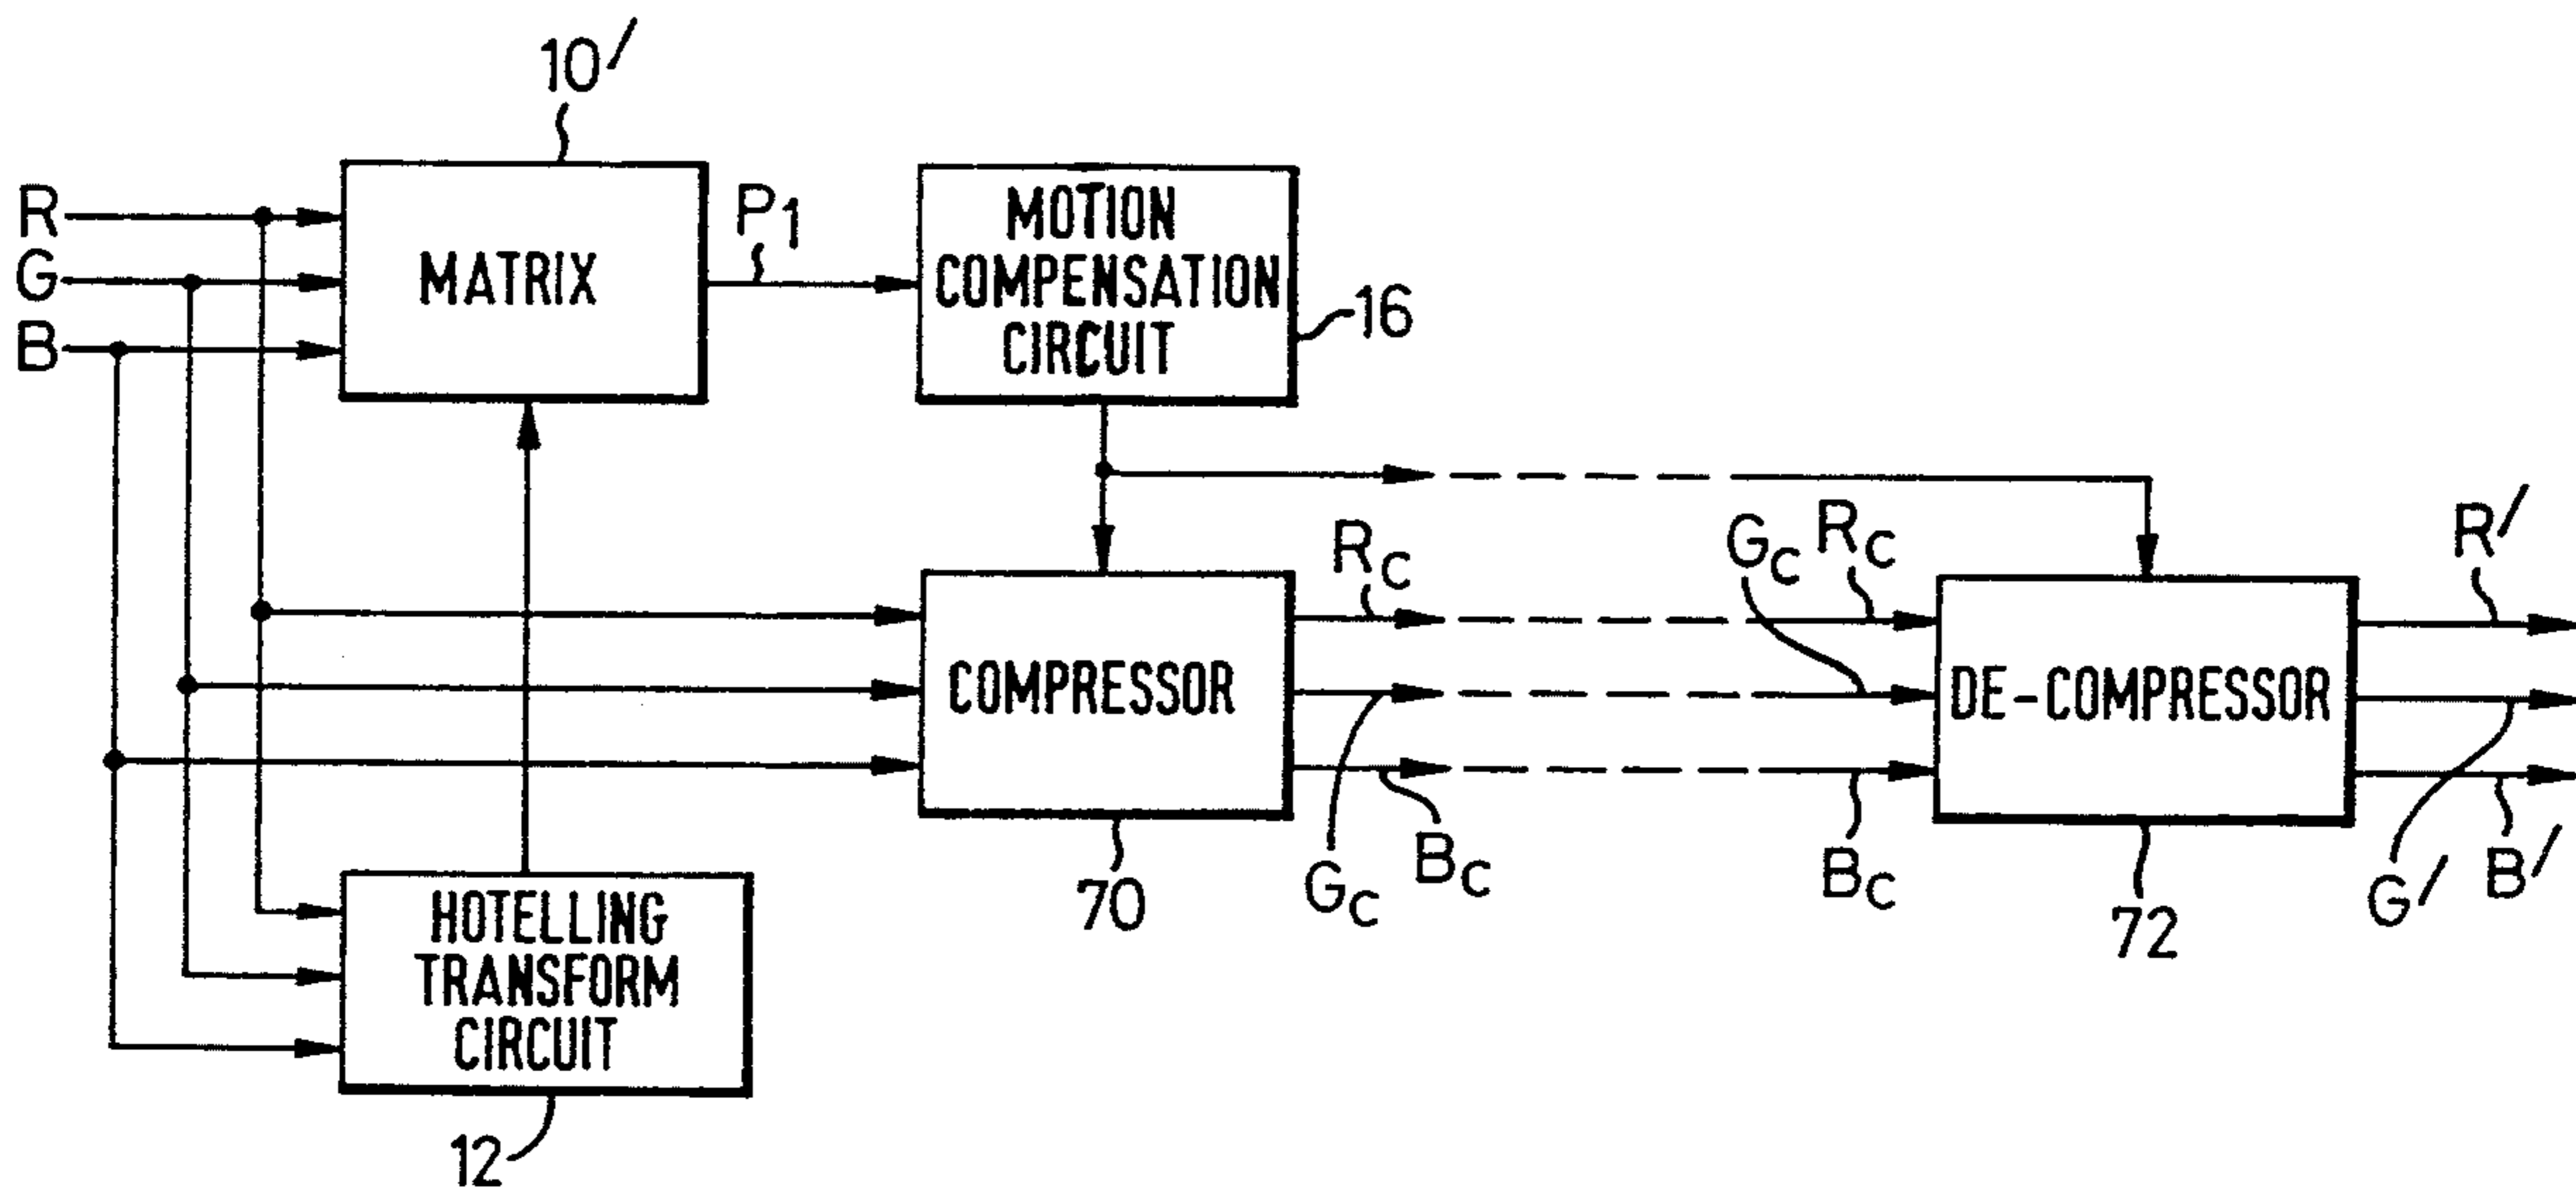 10'
R
G
B
MATRIX
P1
MOTION
COMPENSATION
CIRCUIT
16
RC
GC
RC
R'
COMPRESSOR
DE-COMPRESSOR
70
GC
BC
BC
72
G'
B'
HOTELLING
TRANSFORM
CIRCUIT
12